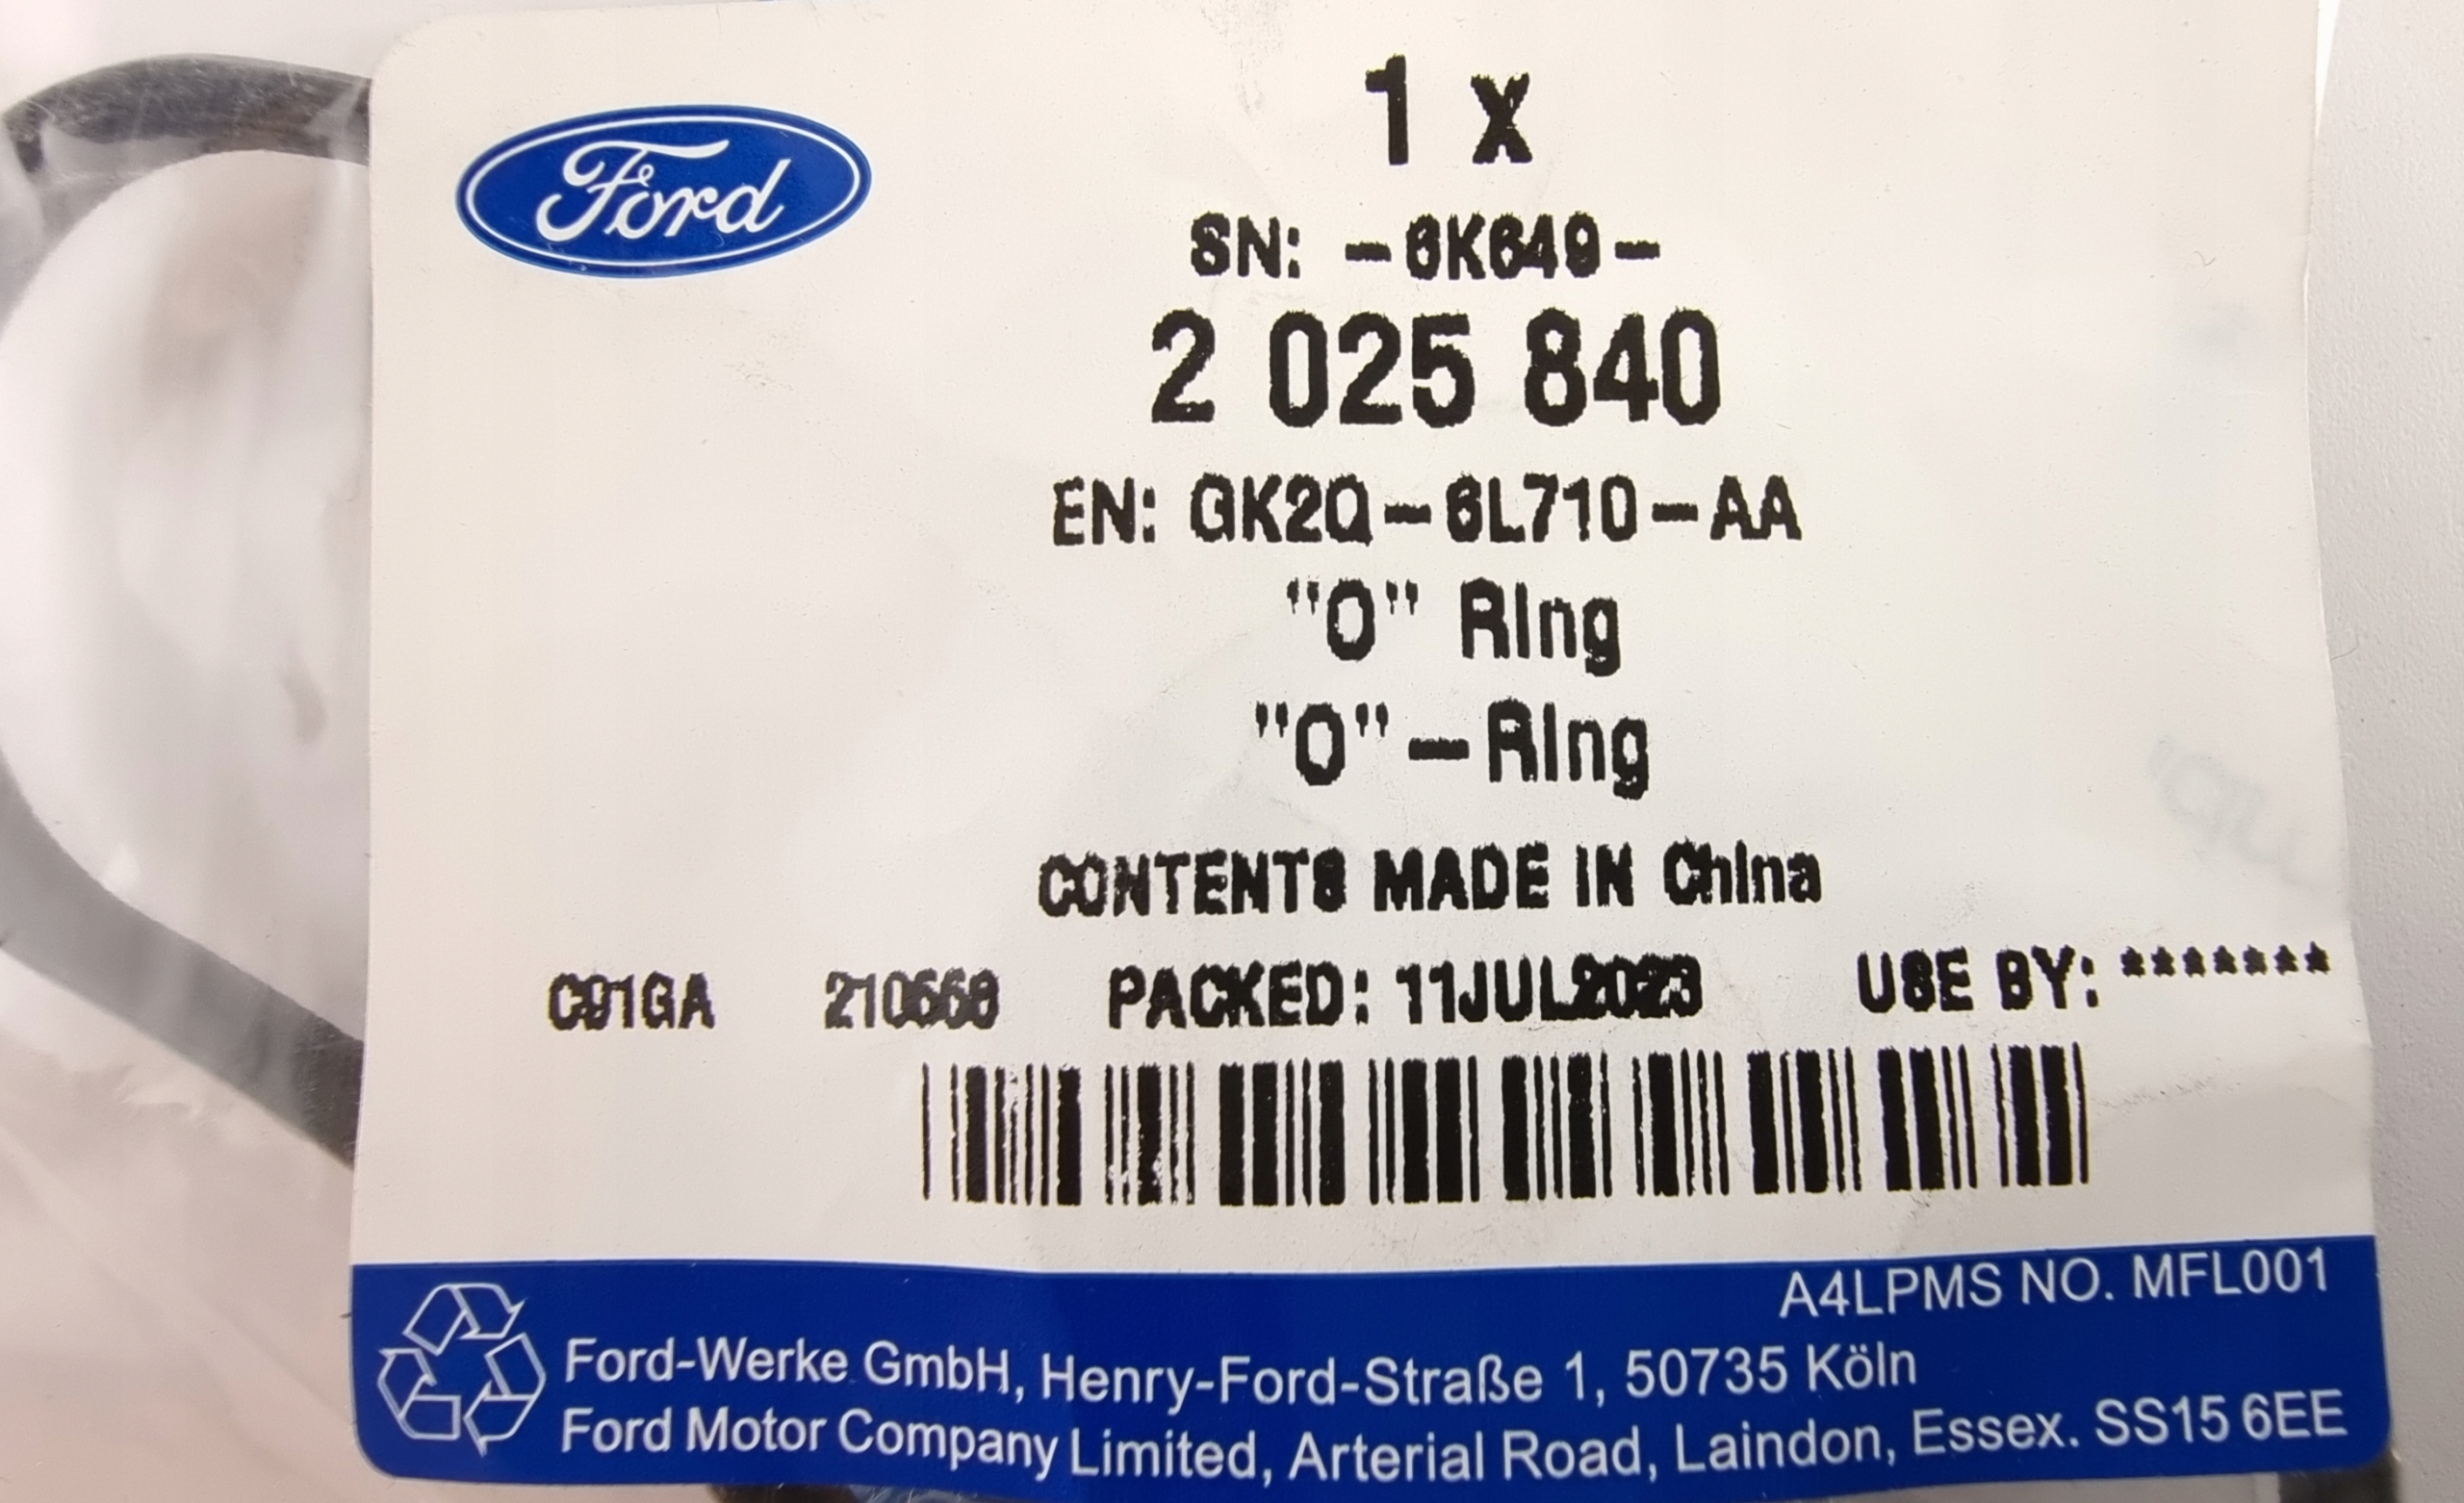 Ford
1 x
SN: -6K649-
2 025 840
EN: GK2Q-6L710-AA
"O" Ring
"O"-Ring
CONTENTS MADE IN China
C91GA PACKED: 11JUL2023 USE BY: *******
A4LPMS NO. MFL001
Ford-Werke GmbH, Henry-Ford-Straße 1, 50735 Köln
Ford Motor Company Limited, Arterial Road, Laindon, Essex. SS15 6EE